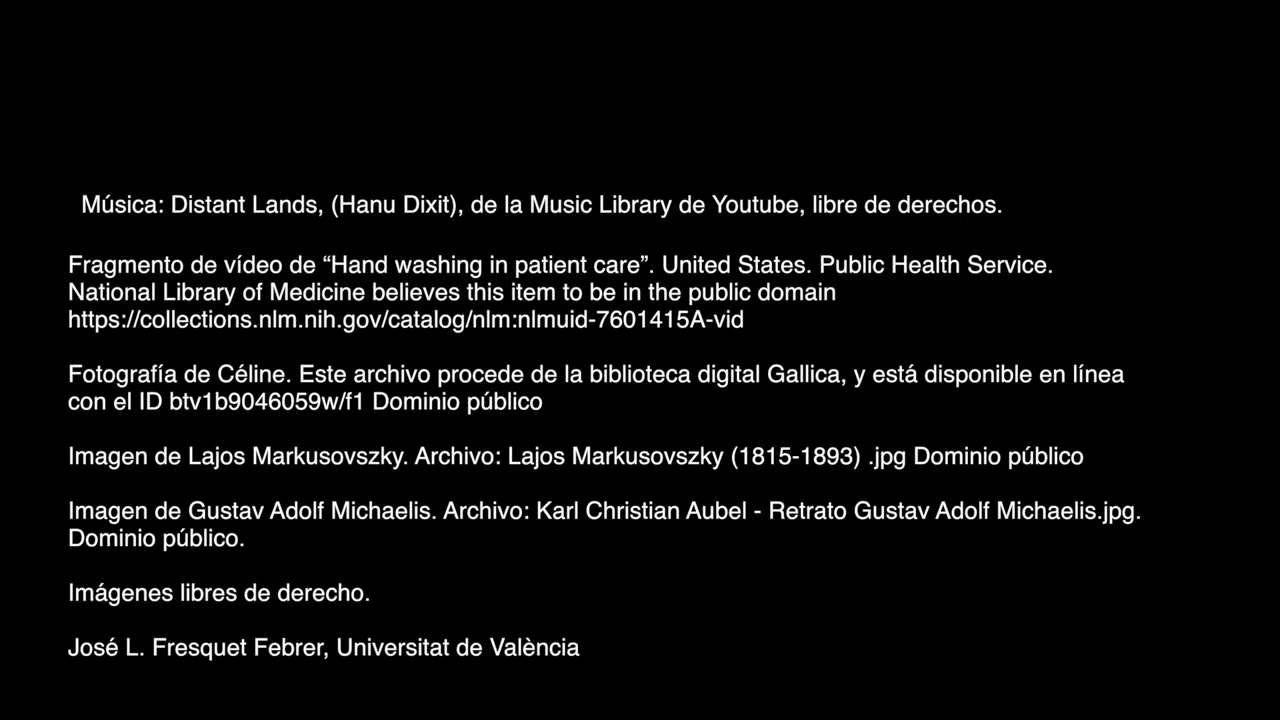 Música: Distant Lands, (Hanu Dixit), de la Music Library de Youtube, libre de derechos.
Fragmento de vídeo de “Hand washing in patient care”. United States. Public Health Service.
National Library of Medicine believes this item to be in the public domain
https://collections.nlm.nih.gov/catalog/nlm:nlmuid-7601415A-vid
Fotografía de Céline. Este archivo procede de la biblioteca digital Gallica, y está disponible en línea
con el ID btv1b9046059w/f1 Dominio público
Imagen de Lajos Markusovszky. Archivo: Lajos Markusovszky (1815-1893) .jpg Dominio público
Imagen de Gustav Adolf Michaelis. Archivo: Karl Christian Aubel - Retrato Gustav Adolf Michaelis.jpg.
Dominio público.
Imágenes libres de derecho.
José L. Fresquet Febrer, Universitat de València